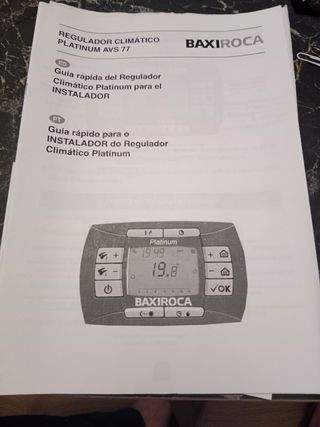 REGULADOR CLIMÁTICO
PLATINUM AVS 77
BAXIROCA
ES
Guía rápida del Regulador
Climático Platinum para el
INSTALADOR
PT
Guia rápido para o
INSTALADOR do Regulador
Climático Platinum
Platinum
19.8°
OK
BAXIROCA